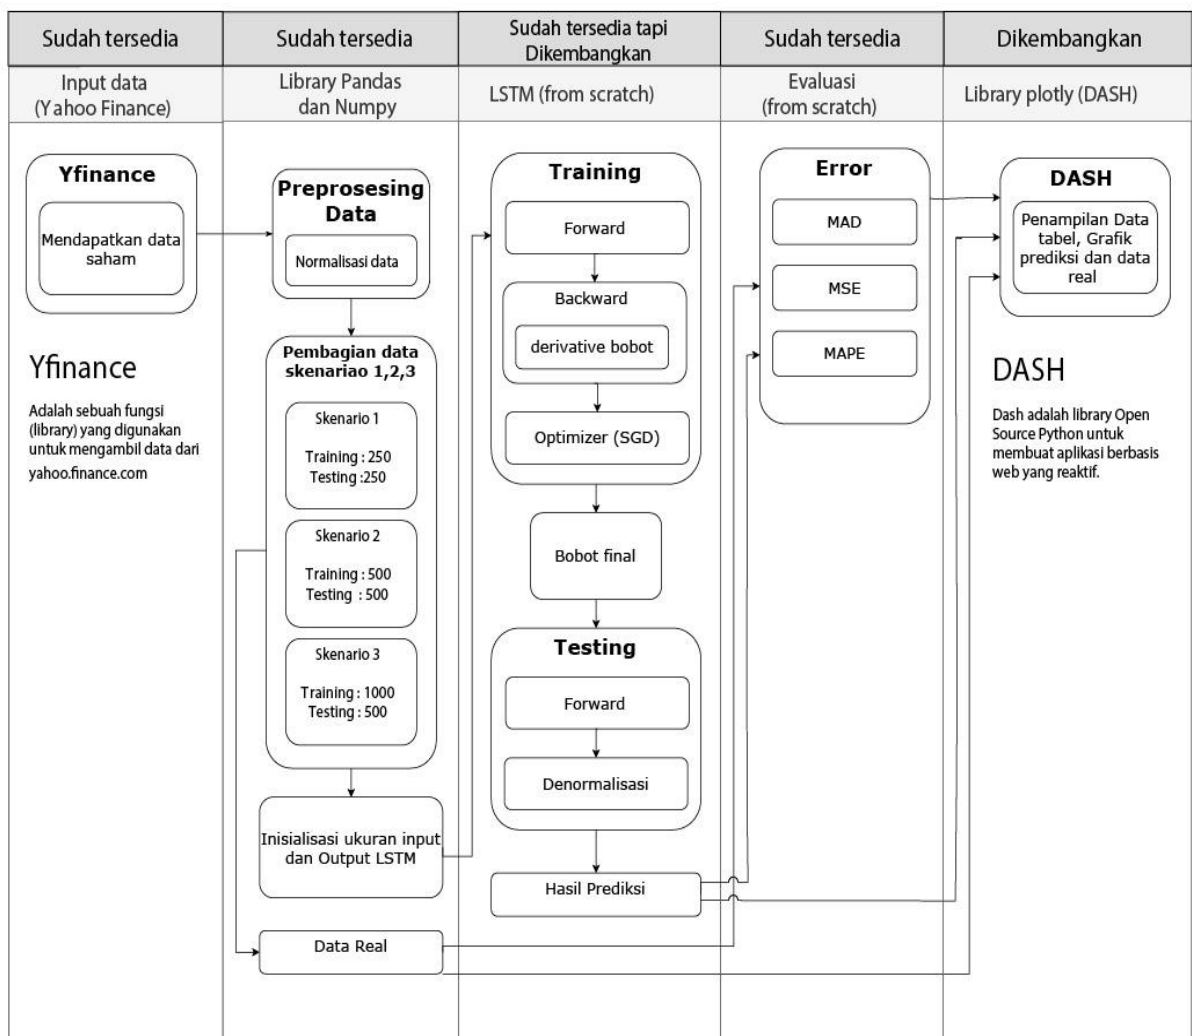 Sudah tersedia
Sudah tersedia
Sudah tersedia tapi
Dikembangkan
Sudah tersedia
Dikembangkan
Input data
(Yahoo Finance)
Library Pandas
dan Numpy
LSTM (from scratch)
Evaluasi
(from scratch)
Library plotly (DASH)
Yfinance
Mendapatkan data
saham
Yfinance
Adalah sebuah fungsi
(library) yang digunakan
untuk mengambil data dari
yahoo.finance.com
Preprosesing
Data
Normalisasi data
Pembagian data
skenariao 1,2,3
Skenario 1
Training : 250
Testing :250
Skenario 2
Training : 500
Testing : 500
Skenario 3
Training : 1000
Testing : 500
Inisialisasi ukuran input
dan Output LSTM
Data Real
Training
Forward
Backward
derivative bobot
Optimizer (SGD)
Bobot final
Testing
Forward
Denormalisasi
Hasil Prediksi
Error
MAD
MSE
MAPE
DASH
Penampilan Data
tabel, Grafik
prediksi dan data
real
DASH
Dash adalah library Open
Source Python untuk
membuat aplikasi berbasis
web yang reaktif.